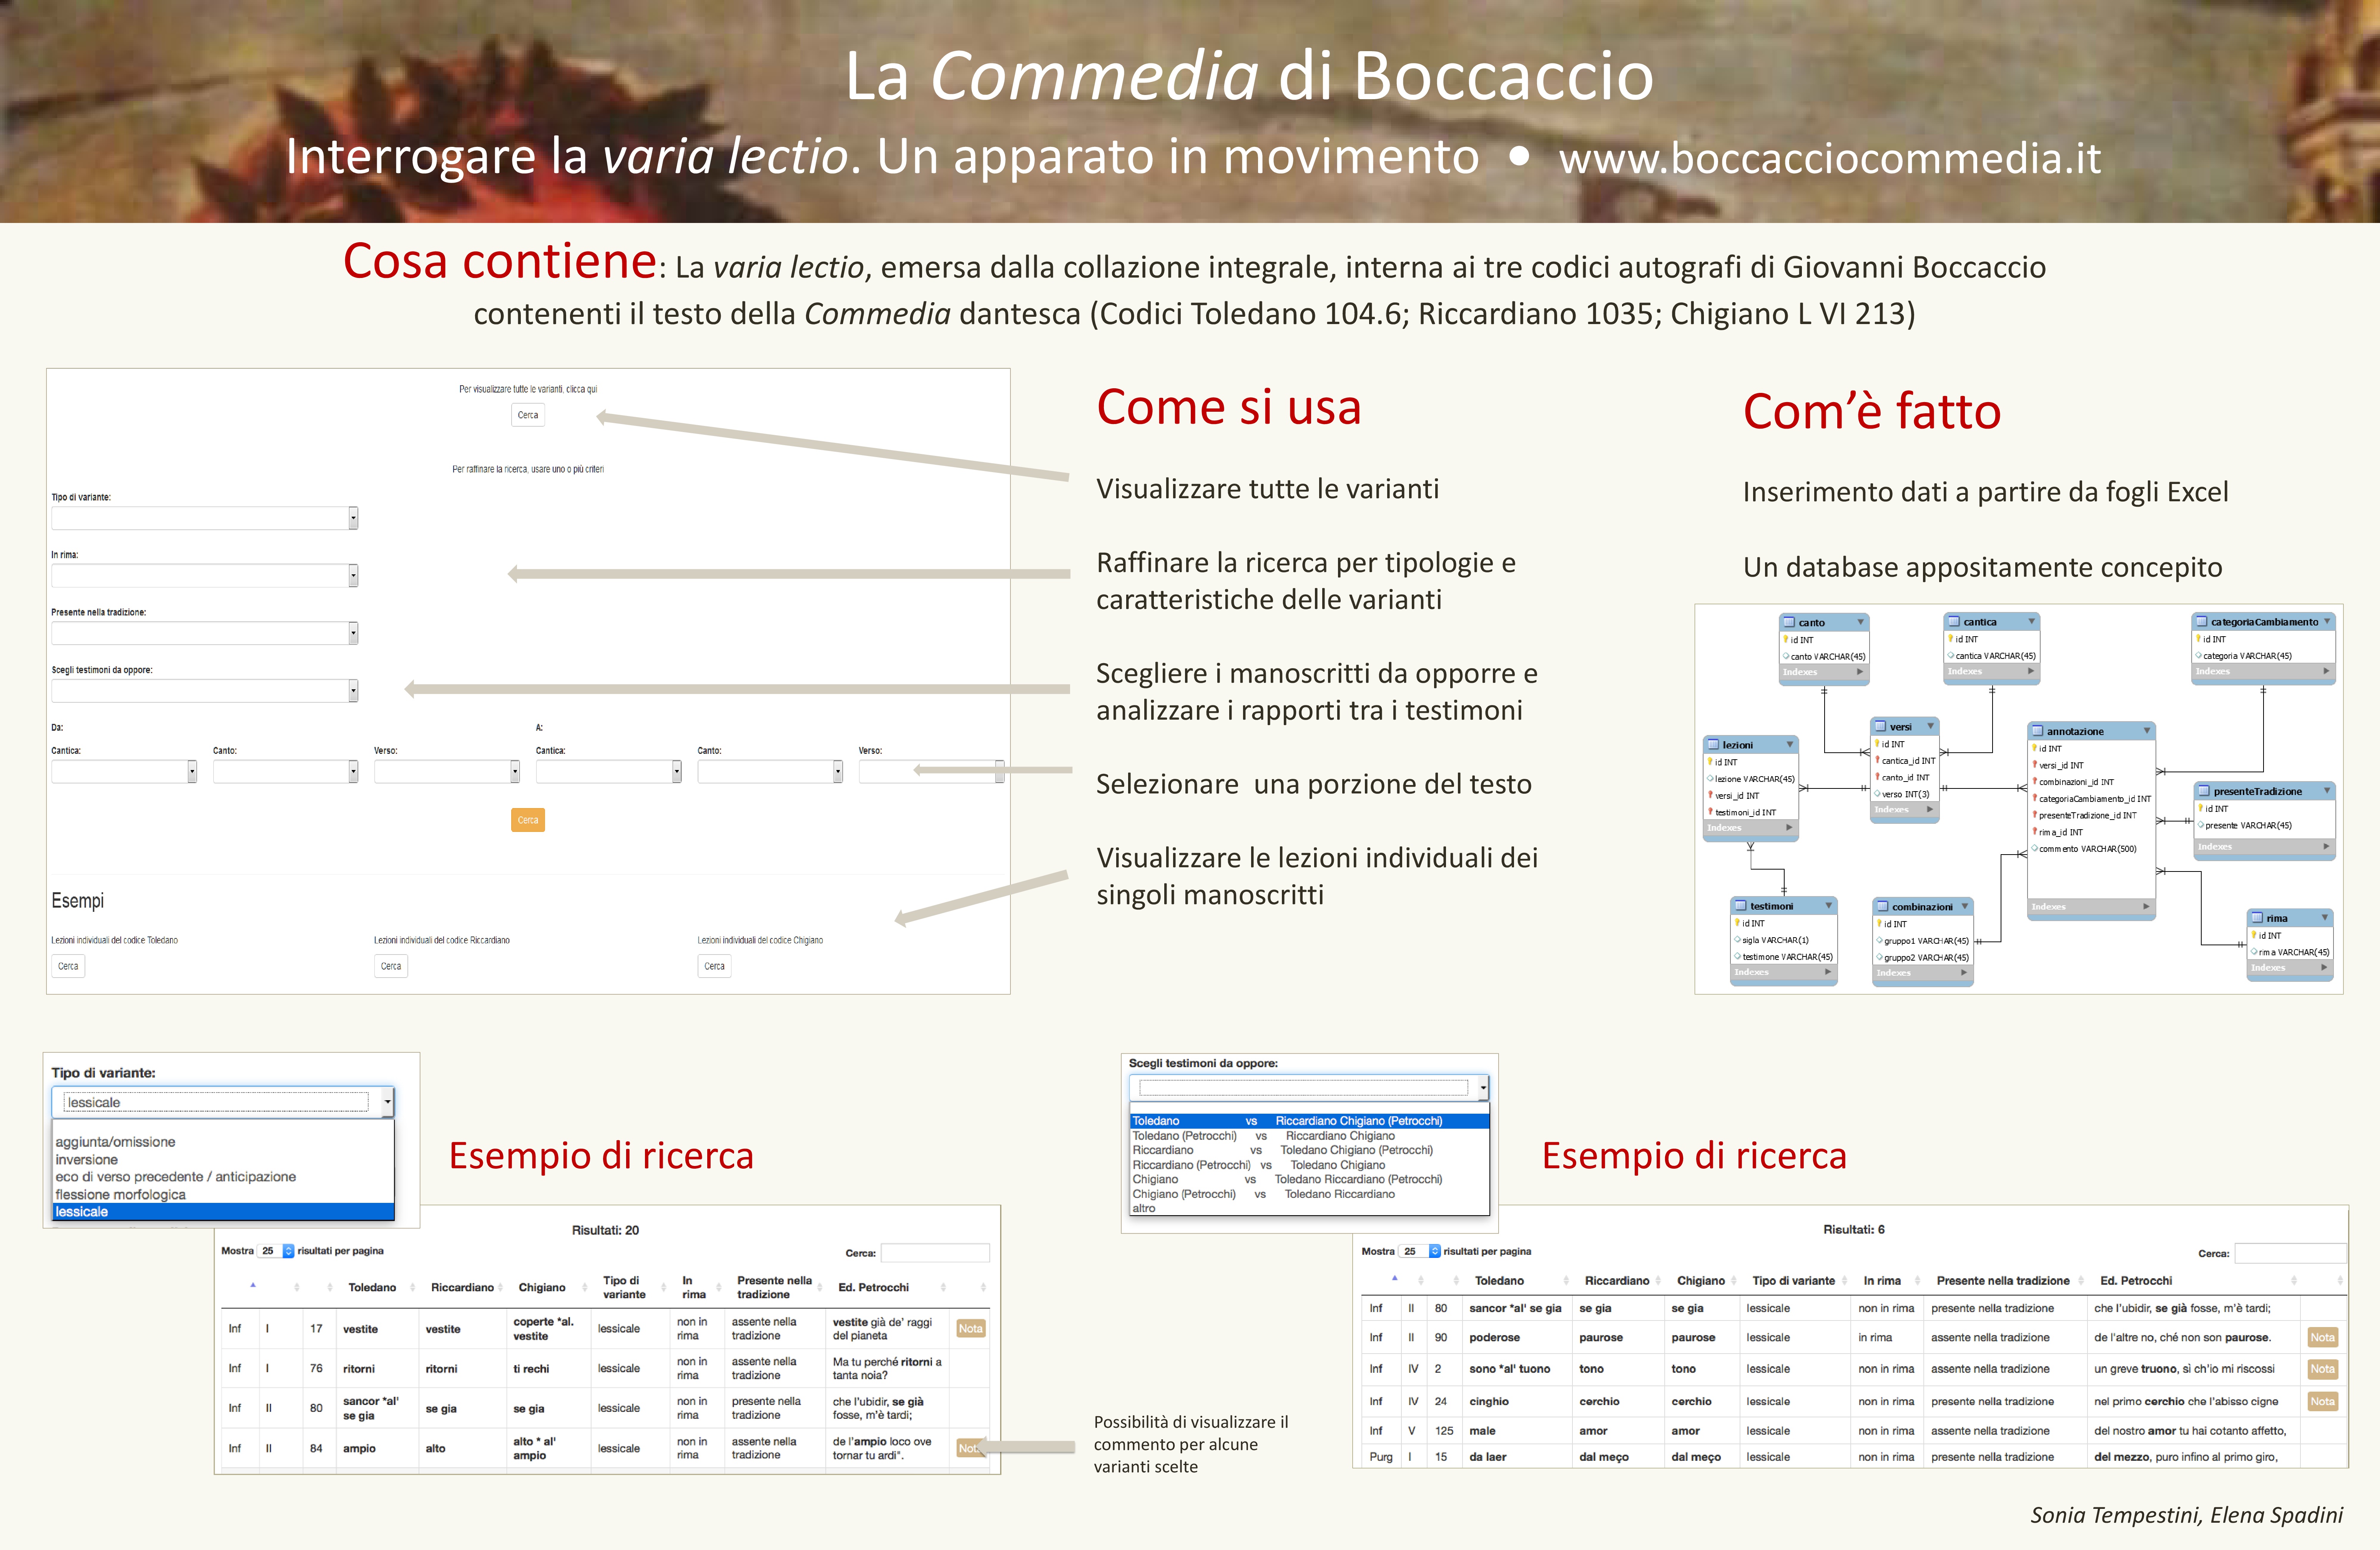 La Commedia di Boccaccio
Interrogare la varia lectio. Un apparato in movimento • www.boccacciocommedia.it
Cosa contiene: La varia lectio, emersa dalla collazione integrale, interna ai tre codici autografi di Giovanni Boccaccio
contenenti il testo della Commedia dantesca (Codici Toledano 104.6; Riccardiano 1035; Chigiano L VI 213)
Per visualizzare tutte le varianti, clicca qui
Cerca
Per raffinare la ricerca, usare uno o più criteri
Tipo di variante:
In rima:
Presente nella tradizione:
Scegli testimoni da opporre:
Da: A:
Cantica: Canto: Verso: Cantica: Canto: Verso:
Cerca
Esempi
Lezioni individuali del codice Toledano Lezioni individuali del codice Riccardiano Lezioni individuali del codice Chigiano
Cerca Cerca Cerca
Come si usa
Visualizzare tutte le varianti
Raffinare la ricerca per tipologie e
caratteristiche delle varianti
Scegliere i manoscritti da opporre e
analizzare i rapporti tra i testimoni
Selezionare una porzione del testo
Visualizzare le lezioni individuali dei
singoli manoscritti
Com’è fatto
Inserimento dati a partire da fogli Excel
Un database appositamente concepito
canto
id INT
canto VARCHAR(45)
Indexes
cantica
id INT
cantica VARCHAR(45)
Indexes
categoriaCambiamento
id INT
categoria VARCHAR(45)
Indexes
lezioni
id INT
lezione VARCHAR(45)
versi_id INT
testimoni_id INT
Indexes
versi
id INT
cantica_id INT
canto_id INT
verso INT(3)
Indexes
annotazione
id INT
versi_id INT
combinazioni_id INT
categoriaCambiamento_id INT
presenteTradizione_id INT
rima_id INT
commento VARCHAR(500)
Indexes
presenteTradizione
id INT
presente VARCHAR(45)
Indexes
testimoni
id INT
sigla VARCHAR(1)
testimone VARCHAR(45)
Indexes
combinazioni
id INT
gruppo1 VARCHAR(45)
gruppo2 VARCHAR(45)
Indexes
rima
id INT
rima VARCHAR(45)
Indexes
Tipo di variante:
lessicale
aggiunta/omissione
inversione
eco di verso precedente / anticipazione
flessione morfologica
lessicale
Esempio di ricerca
Risultati: 20
Mostra 25 risultati per pagina Cerca:
Toledano Riccardiano Chigiano Tipo di variante In rima Presente nella tradizione Ed. Petrocchi
Inf I 17 vestite vestite coperte *al. vestite lessicale non in rima assente nella tradizione vestite già de' raggi del pianeta Nota
Inf I 76 ritorni ritorni ti rechi lessicale non in rima assente nella tradizione Ma tu perché ritorni a tanta noia?
Inf II 80 sancor *al' se gia se gia se gia lessicale non in rima presente nella tradizione che l'ubidir, se già fosse, m'è tardi;
Inf II 84 ampio alto alto * al' ampio lessicale non in rima assente nella tradizione de l'ampio loco ove tornar tu ardi".
Possibilità di visualizzare il
commento per alcune
varianti scelte
Scegli testimoni da oppore:
Toledano vs Riccardiano Chigiano (Petrocchi)
Toledano (Petrocchi) vs Riccardiano Chigiano
Riccardiano vs Toledano Chigiano (Petrocchi)
Riccardiano (Petrocchi) vs Toledano Chigiano
Chigiano vs Toledano Riccardiano (Petrocchi)
Chigiano (Petrocchi) vs Toledano Riccardiano
altro
Esempio di ricerca
Risultati: 6
Mostra 25 risultati per pagina Cerca:
Toledano Riccardiano Chigiano Tipo di variante In rima Presente nella tradizione Ed. Petrocchi
Inf II 80 sancor *al' se gia se gia se gia lessicale non in rima presente nella tradizione che l'ubidir, se già fosse, m'è tardi;
Inf II 90 poderose paurose paurose lessicale in rima assente nella tradizione de l'altre no, ché non son paurose. Nota
Inf IV 2 sono *al' tuono tono tono lessicale non in rima assente nella tradizione un greve truono, sì ch'io mi riscossi Nota
Inf IV 24 cinghio cerchio cerchio lessicale non in rima presente nella tradizione nel primo cerchio che l'abisso cigne Nota
Inf V 125 male amor amor lessicale non in rima assente nella tradizione del nostro amor tu hai cotanto affetto,
Purg I 15 da laer dal meço dal meço lessicale non in rima presente nella tradizione del mezzo, puro infino al primo giro,
Sonia Tempestini, Elena Spadini